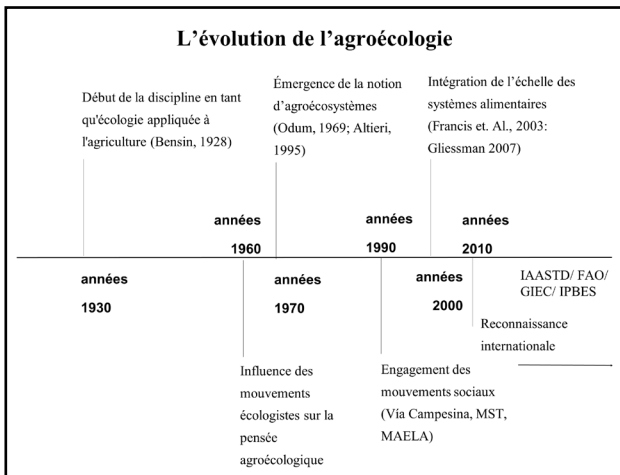 L'évolution de l'agroécologie
Début de la discipline en tant
qu'écologie appliquée à
l'agriculture (Bensin, 1928)
Émergence de la notion
d'agroécosystèmes
(Odum, 1969; Altieri,
1995)
Intégration de l'échelle des
systèmes alimentaires
(Francis et. Al., 2003:
Gliessman 2007)
années
1960
années
1990
années
2010
années
1930
années
1970
années
2000
IAASTD/ FAO/
GIEC/ IPBES
Reconnaissance
internationale
Influence des
mouvements
écologistes sur la
pensée
agroécologique
Engagement des
mouvements sociaux
(Vía Campesina, MST,
MAELA)